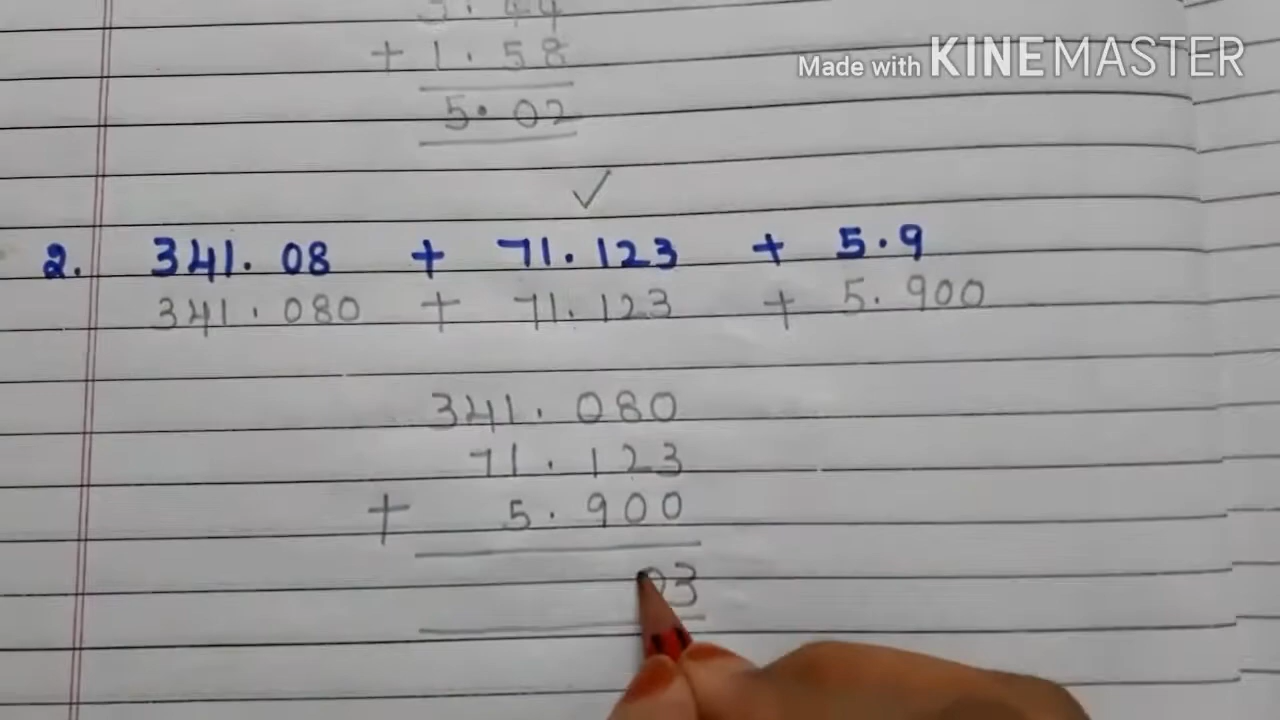 Made with KINEMASTER
+ 1.58
5.02
✓
2. 341.08 + 71.123 + 5.9
341.080 + 71.123 + 5.900
341.080
71.123
+ 5.900
03